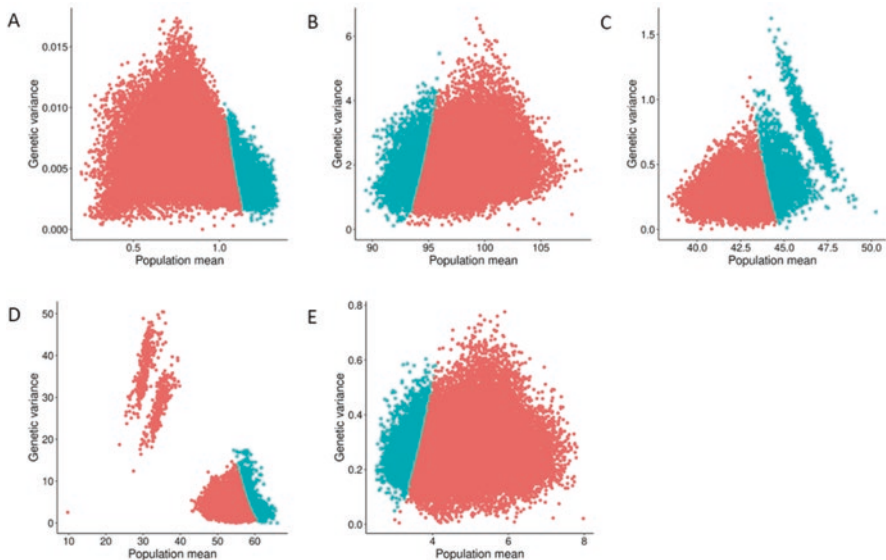 A
Genetic variance
0.015
0.010
0.005
0.000
0.5 1.0
Population mean
B
Genetic variance
6
4
2
0
90 95 100 105
Population mean
C
Genetic variance
1.5
1.0
0.5
0.0
40.0 42.5 45.0 47.5 50.0
Population mean
D
Genetic variance
50
40
30
20
10
0
10 20 30 40 50 60
Population mean
E
Genetic variance
0.8
0.6
0.4
0.2
0.0
4 6 8
Population mean